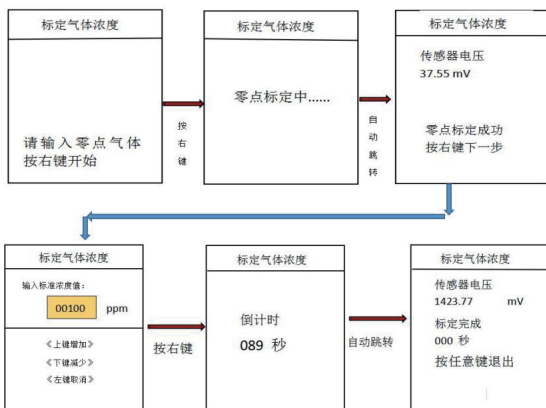 标定气体浓度
请输入零点气体
按右键开始
按右键
标定气体浓度
零点标定中......
自动跳转
标定气体浓度
传感器电压
37.55 mV
零点标定成功
按右键下一步
标定气体浓度
输入标准浓度值：
00100 ppm
《上键增加》
《下键减少》
《左键取消》
按右键
标定气体浓度
倒计时
089 秒
自动跳转
标定气体浓度
传感器电压
1423.77 mV
标定完成
000 秒
按任意键退出